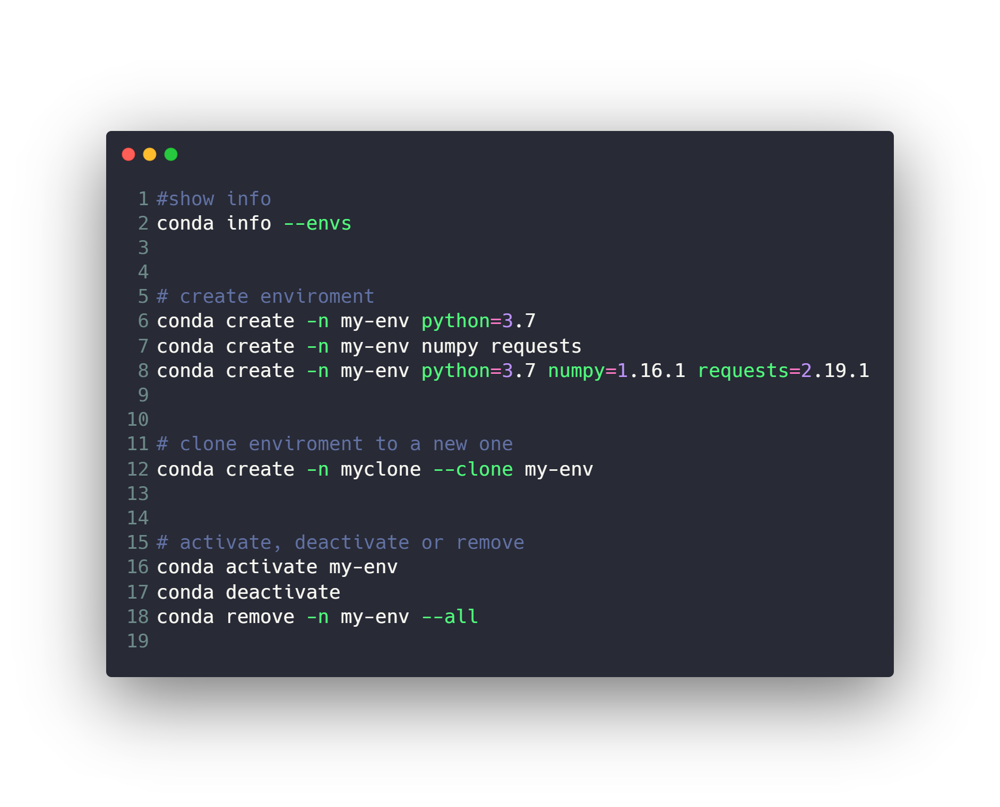 1 #show info
2 conda info --envs
3
4
5 # create enviroment
6 conda create -n my-env python=3.7
7 conda create -n my-env numpy requests
8 conda create -n my-env python=3.7 numpy=1.16.1 requests=2.19.1
9
10
11 # clone enviroment to a new one
12 conda create -n myclone --clone my-env
13
14
15 # activate, deactivate or remove
16 conda activate my-env
17 conda deactivate
18 conda remove -n my-env --all
19